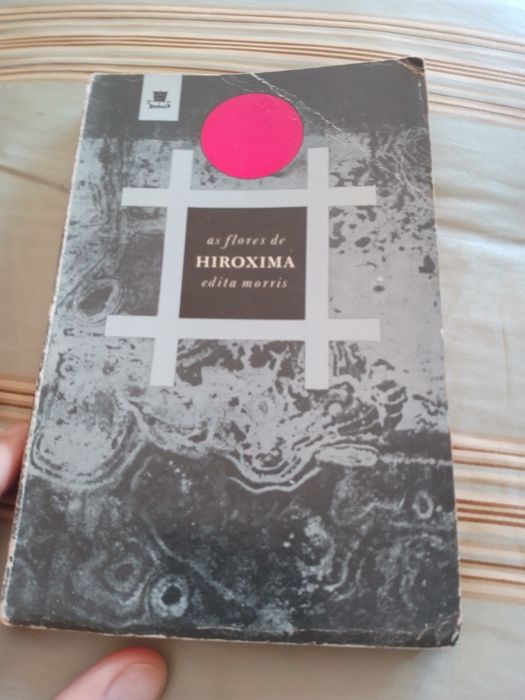 as flores de
HIROXIMA
edita morris